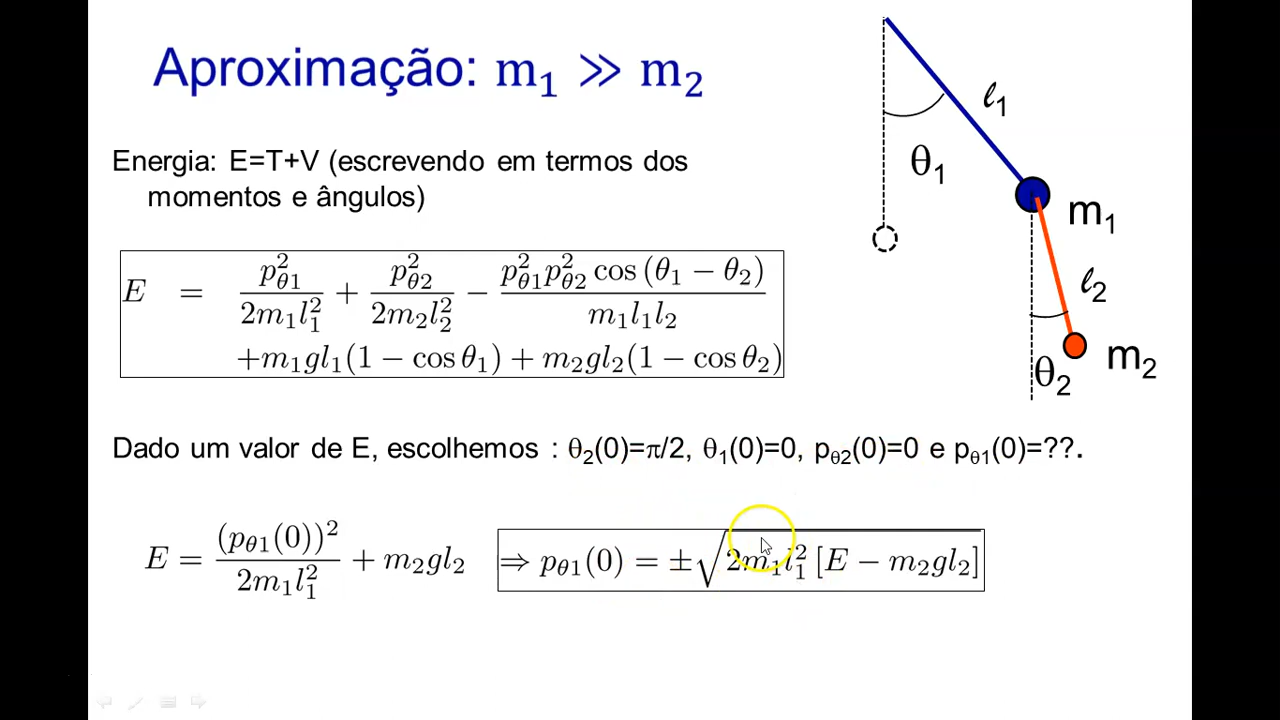 Aproximação: m₁ ≫ m₂
Energia: E=T+V (escrevendo em termos dos
momentos e ângulos)
E = p²θ1/2m₁l₁² + p²θ2/2m₂l₂² − p²θ1p²θ2 cos (θ₁ − θ₂)/m₁l₁l₂
+m₁gl₁(1 − cos θ₁) + m₂gl₂(1 − cos θ₂)
ℓ₁
θ₁
m₁
ℓ₂
m₂
θ₂
Dado um valor de E, escolhemos : θ₂(0)=π/2, θ₁(0)=0, pθ2(0)=0 e pθ1(0)=??.
E = (pθ1(0))²/2m₁l₁² + m₂gl₂ ⇒ pθ1(0) = ±√2m₁l₁² [E − m₂gl₂]